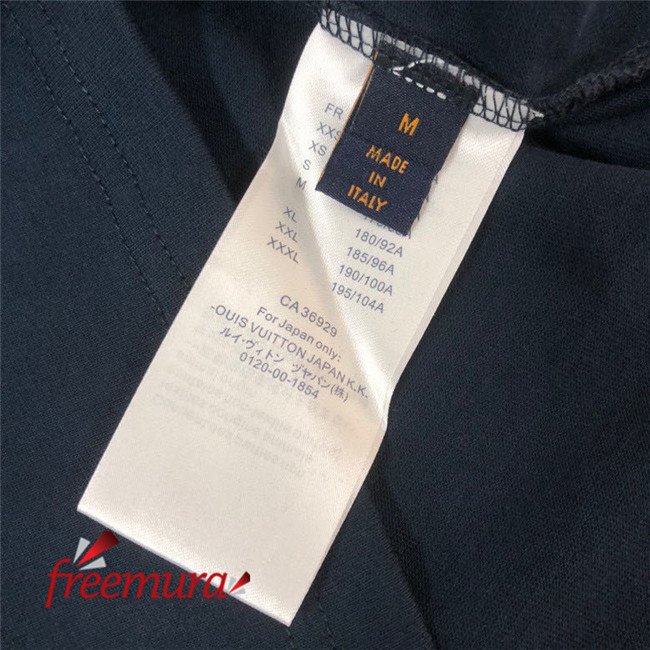 M
MADE
IN
ITALY
FR
XXS
XS
S
M
XL 180/92A
XXL 185/96A
XXXL 190/100A
195/104A
CA 36929
For Japan only:
-OUIS VUITTON JAPAN K.K.
ルイ・ヴィトン ヅャパン(株)
0120-00-1854
freemura